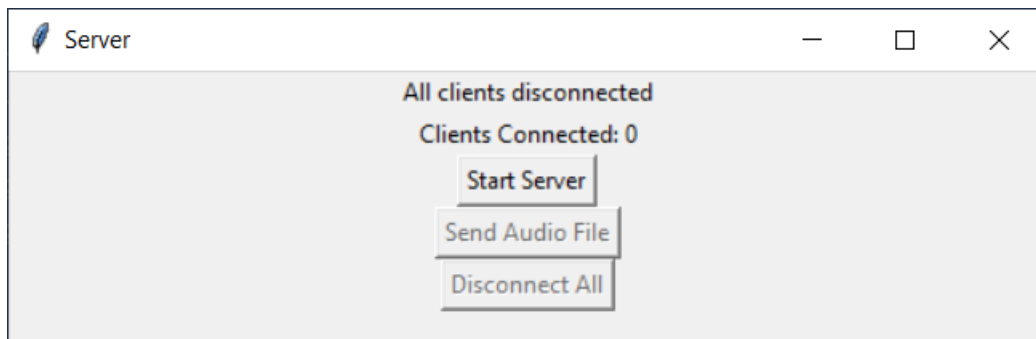 Server
All clients disconnected
Clients Connected: 0
Start Server
Send Audio File
Disconnect All